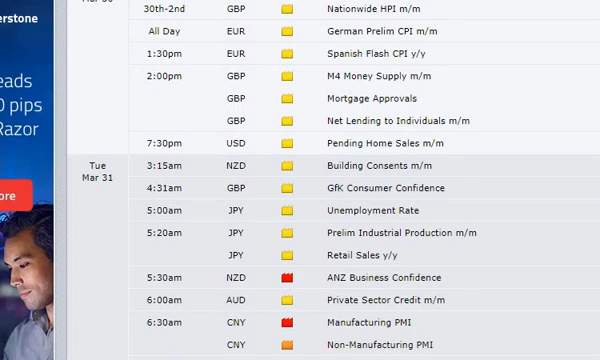 erstone
30th-2nd GBP Nationwide HPI m/m
All Day EUR German Prelim CPI m/m
eads
1:30pm EUR Spanish Flash CPI y/y
2:00pm GBP M4 Money Supply m/m
0 pips
GBP Mortgage Approvals
Razor
GBP Net Lending to Individuals m/m
7:30pm USD Pending Home Sales m/m
Tue
Mar 31
3:15am NZD Building Consents m/m
4:31am GBP GfK Consumer Confidence
ore
5:00am JPY Unemployment Rate
5:20am JPY Prelim Industrial Production m/m
JPY Retail Sales y/y
5:30am NZD ANZ Business Confidence
6:00am AUD Private Sector Credit m/m
6:30am CNY Manufacturing PMI
CNY Non-Manufacturing PMI